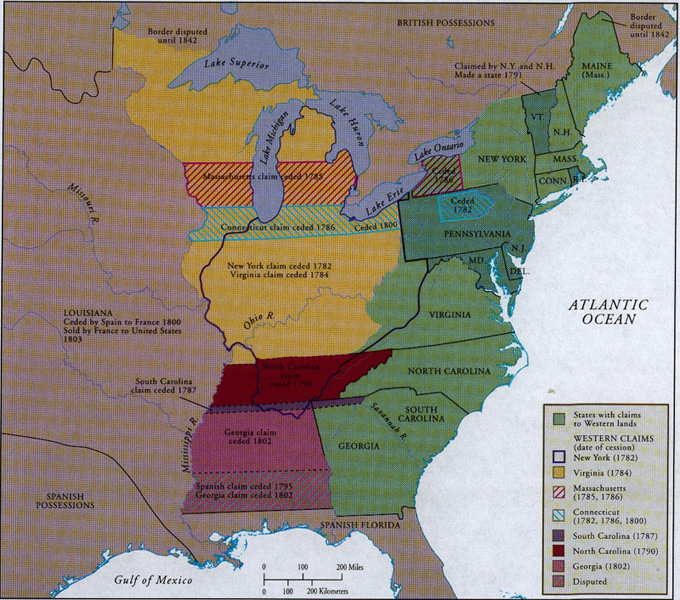 BRITISH POSSESSIONS
Border disputed
until 1842
Border
disputed
until 1842
Lake Superior
Claimed by N.Y. and N H.
Made a state 1791
MAINE
(Mass.)
Lake Michigan
Lake Huron
VT.
N.H.
Lake Ontario
NEW YORK
MASS.
Massachusetts claim ceded 1785
Ceded
1786
CONN.
R.I.
Missouri R.
Lake Erie
Ceded
1782
Connecticut claim ceded 1786
Ceded 1800
PENNSYLVANIA
N.J.
MD.
DEL.
New York claim ceded 1782
Virginia claim ceded 1784
ATLANTIC
OCEAN
LOUISIANA
Ceded by Spain to France 1800
Sold by France to United States
1803
Ohio R.
VIRGINIA
North Carolina
claim
ceded 1790
NORTH CAROLINA
South Carolina
claim ceded 1787
SOUTH
CAROLINA
Savannah R.
Mississippi R.
Georgia claim
ceded 1802
GEORGIA
Spanish claim ceded 1795
Georgia claim ceded 1802
SPANISH
POSSESSIONS
SPANISH FLORIDA
Gulf of Mexico
0 100 200 Miles
0 100 200 Kilometers
States with claims
to Western lands
WESTERN CLAIMS
(date of cession)
New York (1782)
Virginia (1784)
Massachusetts
(1785, 1786)
Connecticut
(1782, 1786, 1800)
South Carolina (1787)
North Carolina (1790)
Georgia (1802)
Disputed